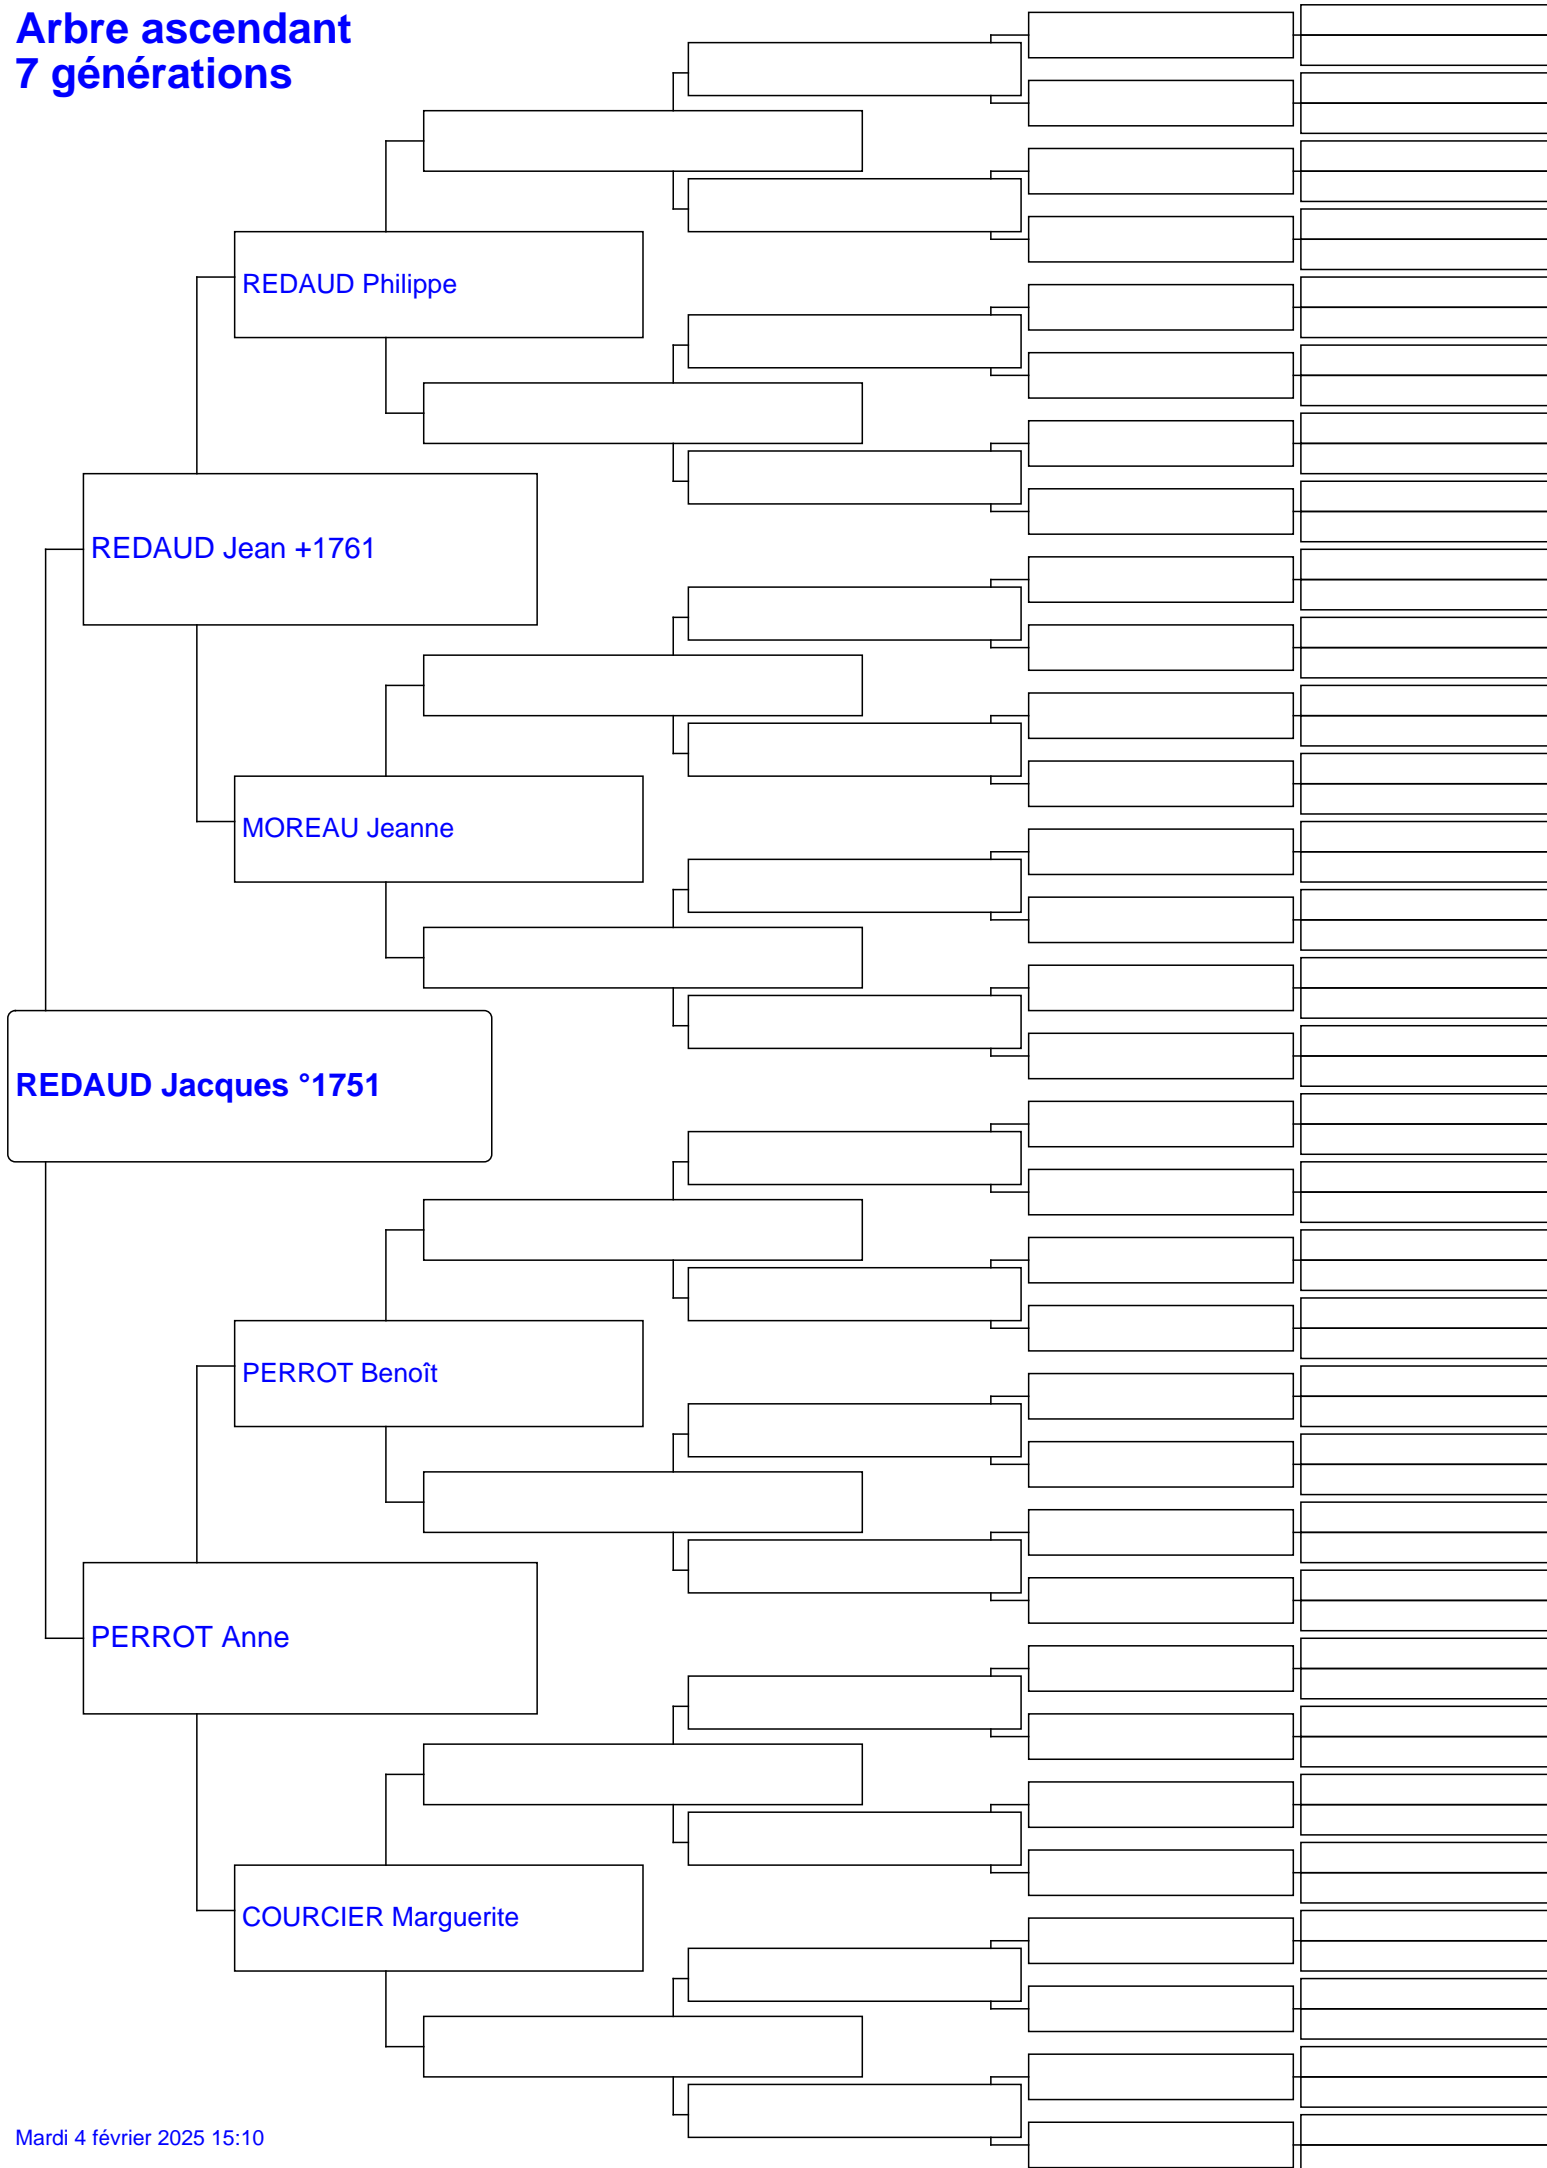 Arbre ascendant
7 générations
REDAUD Philippe
REDAUD Jean +1761
MOREAU Jeanne
REDAUD Jacques °1751
PERROT Benoît
PERROT Anne
COURCIER Marguerite
Mardi 4 février 2025 15:10